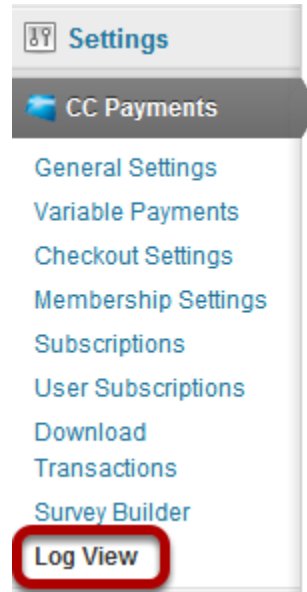 Settings
CC Payments
General Settings
Variable Payments
Checkout Settings
Membership Settings
Subscriptions
User Subscriptions
Download
Transactions
Survey Builder
Log View